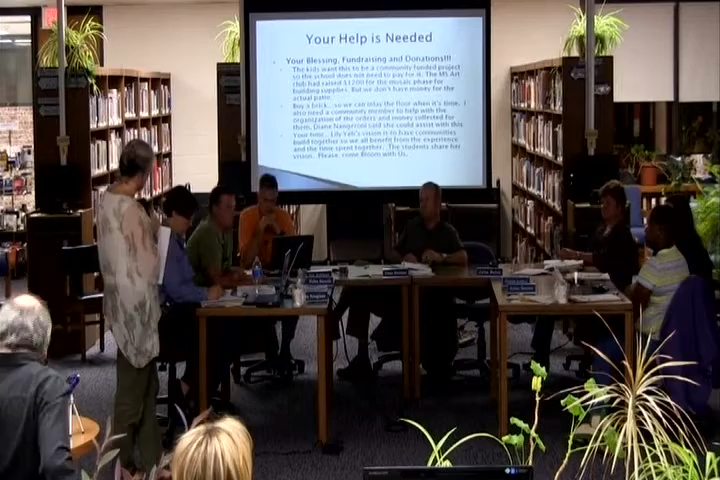 Your Help is Needed
Your Blessing, Fundraising and Donations!!!
The kids want this to be a community funded project
so the school does not need to pay for it. The MS Art
club had raised $1200 for the mosaic phase for
building supplies. But we don't have money for the
actual patio.
Buy a brick... so we can inlay the floor when it's time. I
also need a community member to help with the
organization of the orders and money collected for
them. Diane Nangeroni said she could assist with this.
Your time. Lily Yeh's vision is to have communities
build together so we all benefit from the experience
and the time spent together. The students share her
vision. Please come Bloom with Us.